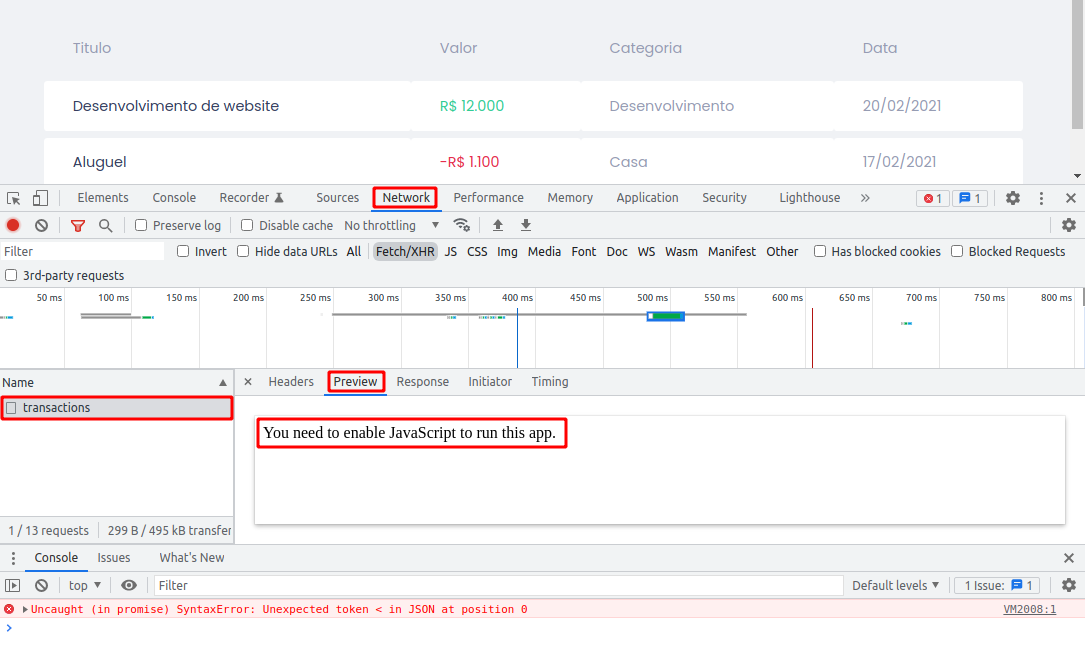 Titulo Valor Categoria Data
Desenvolvimento de website R$ 12.000 Desenvolvimento 20/02/2021
Aluguel -R$ 1.100 Casa 17/02/2021
Elements Console Recorder Sources Network Performance Memory Application Security Lighthouse » 1 1
Preserve log Disable cache No throttling
Filter Invert Hide data URLs All Fetch/XHR JS CSS Img Media Font Doc WS Wasm Manifest Other Has blocked cookies Blocked Requests
3rd-party requests
50 ms 100 ms 150 ms 200 ms 250 ms 300 ms 350 ms 400 ms 450 ms 500 ms 550 ms 600 ms 650 ms 700 ms 750 ms 800 ms
Name Headers Preview Response Initiator Timing
transactions
You need to enable JavaScript to run this app.
1 / 13 requests 299 B / 495 kB transfer
Console Issues What's New
top Filter Default levels 1 Issue: 1
Uncaught (in promise) SyntaxError: Unexpected token < in JSON at position 0 VM2008:1